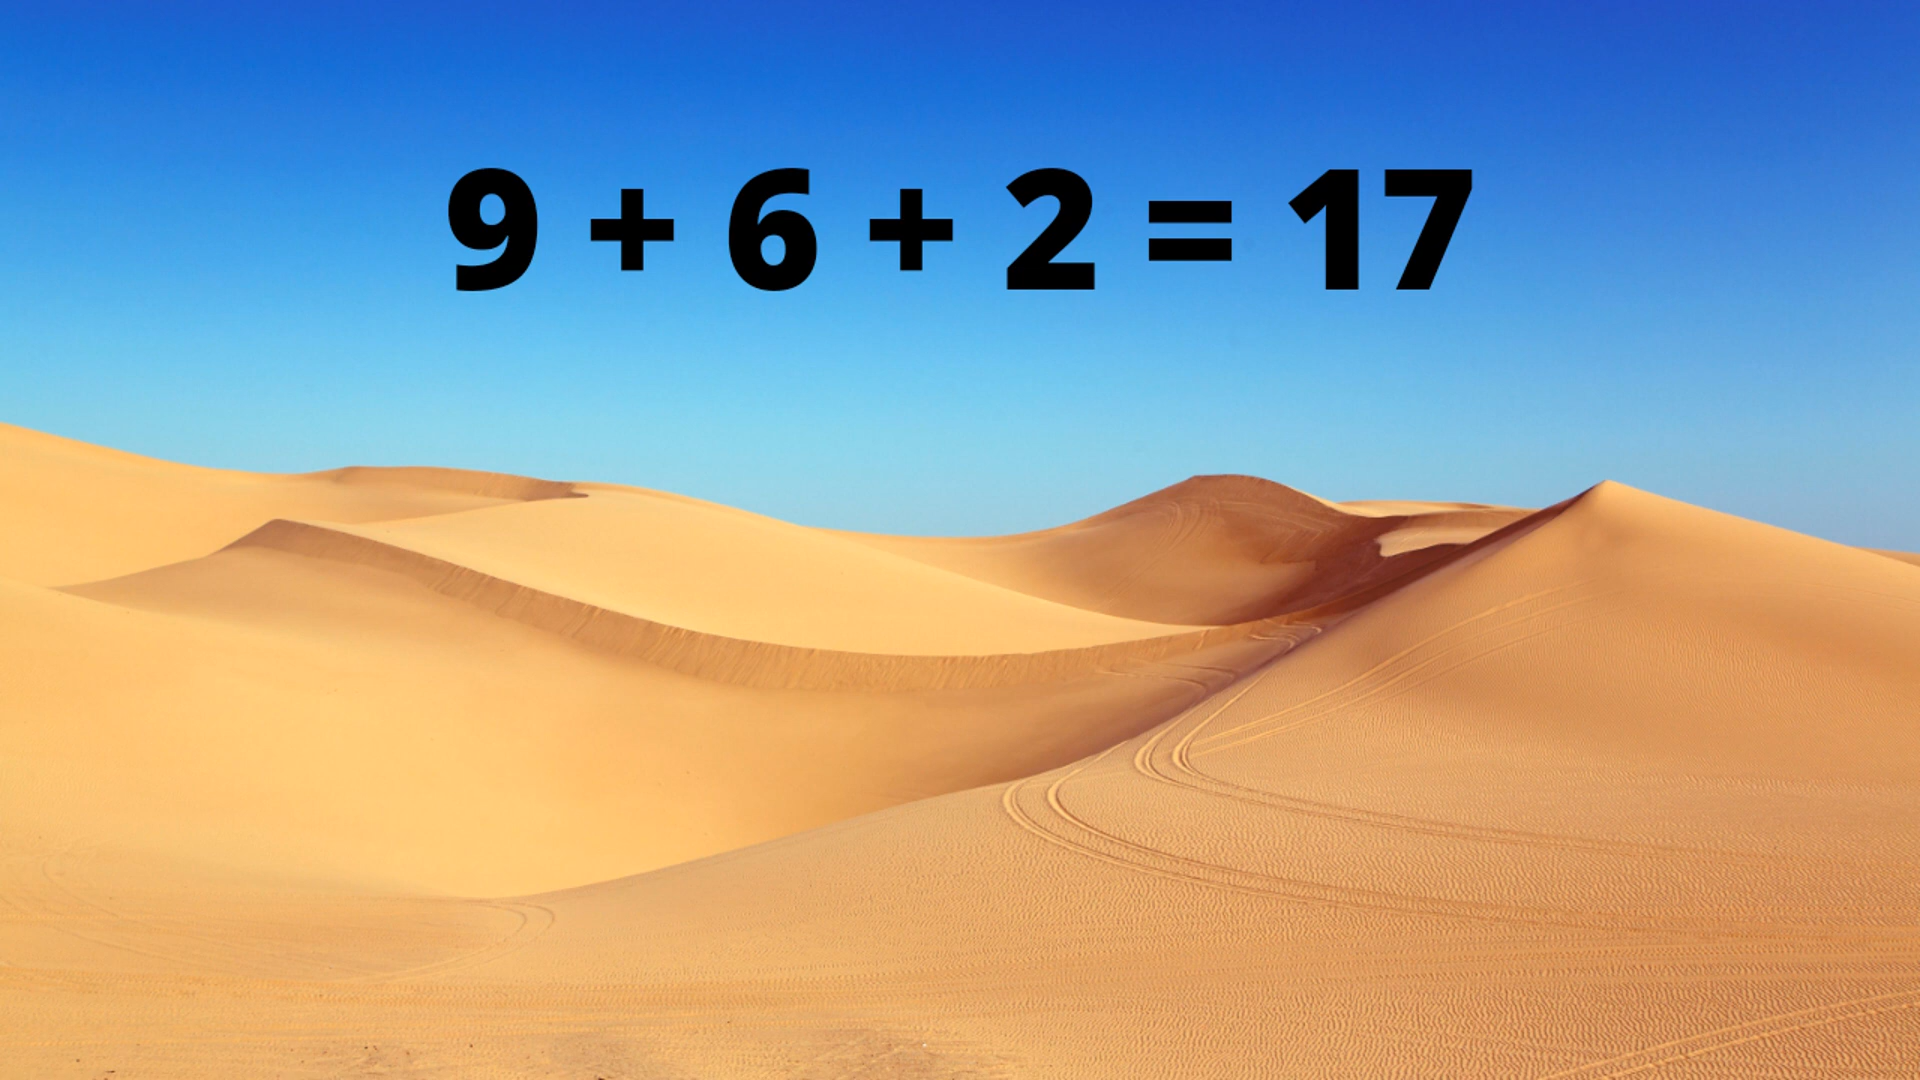 9 + 6 + 2 = 17